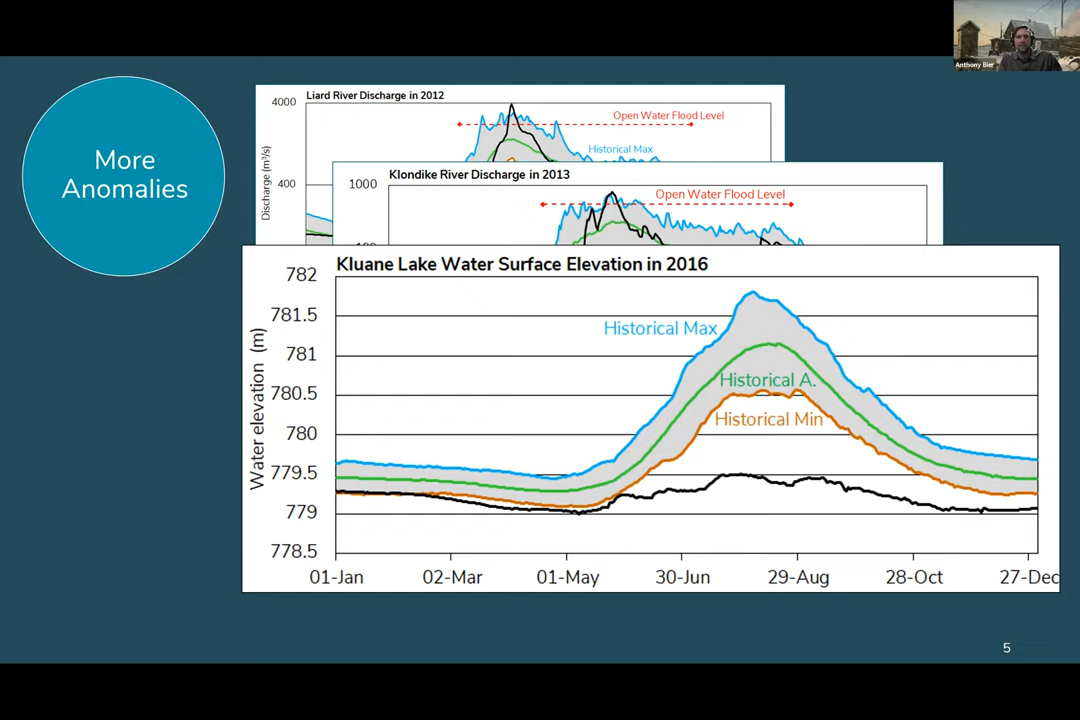 More
Anomalies
Anthony Bier
Liard River Discharge in 2012
4000
400
Discharge (m³/s)
Open Water Flood Level
Historical Max
Klondike River Discharge in 2013
1000
Open Water Flood Level
Kluane Lake Water Surface Elevation in 2016
Water elevation (m)
782
781.5
781
780.5
780
779.5
779
778.5
Historical Max
Historical A.
Historical Min
01-Jan
02-Mar
01-May
30-Jun
29-Aug
28-Oct
27-Dec
5